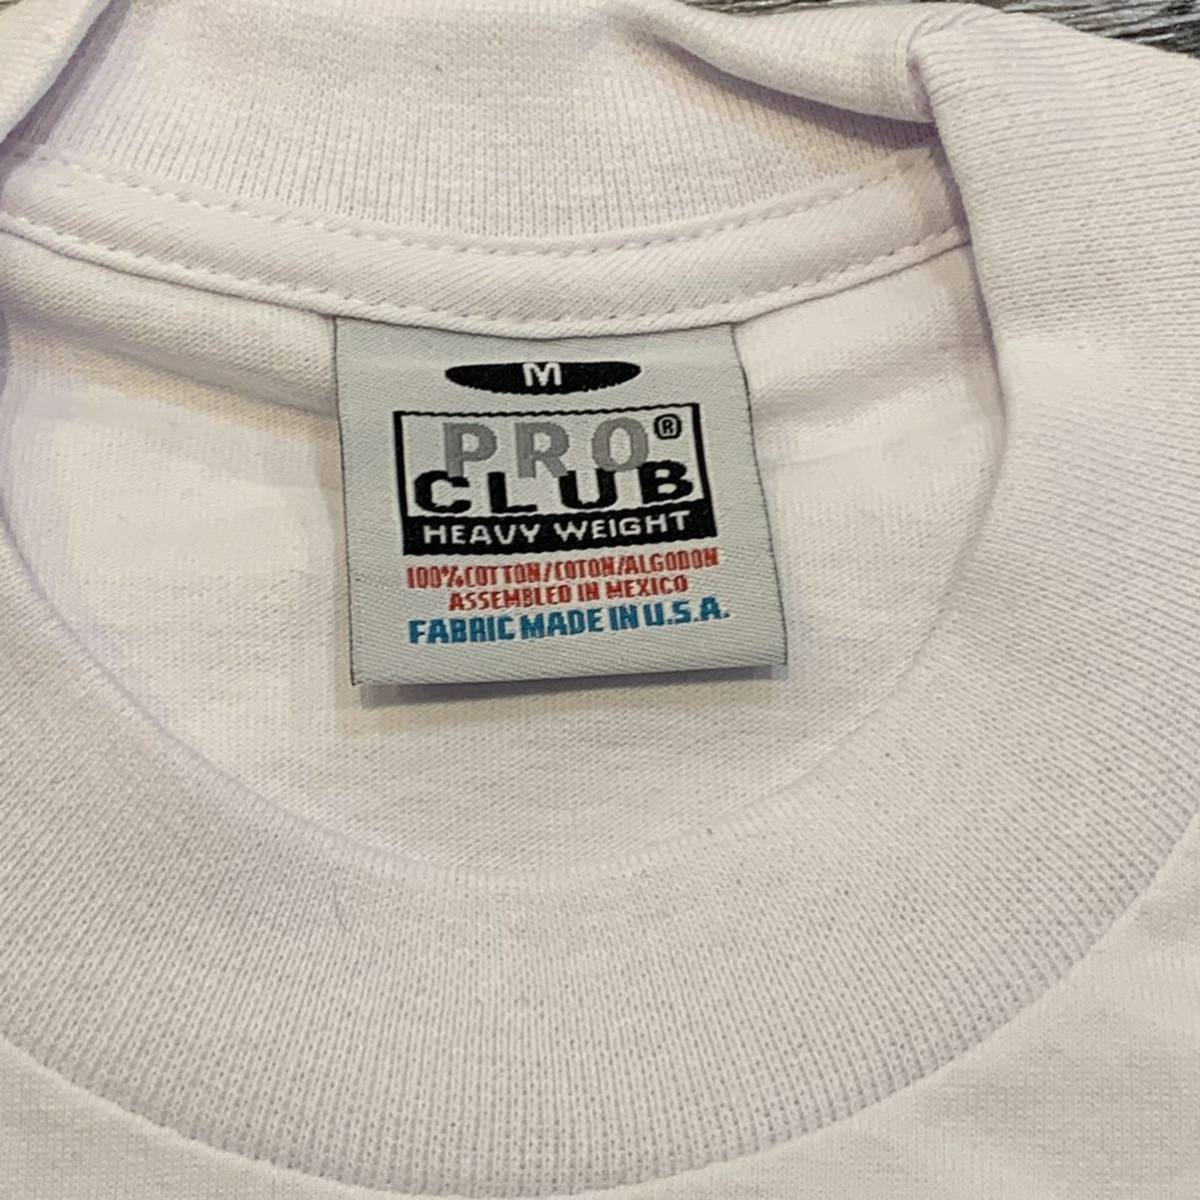 M
PRO®
CLUB
HEAVY WEIGHT
100%COTTON/COTON/ALGODON
ASSEMBLED IN MEXICO
FABRIC MADE IN U.S.A.